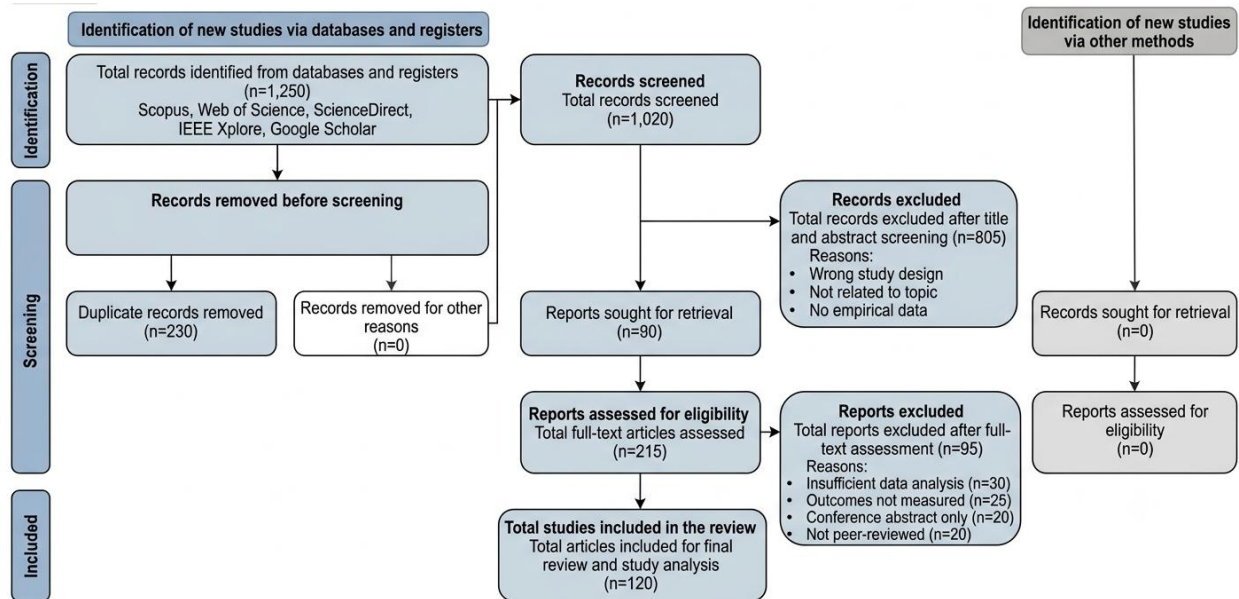 Identification of new studies via databases and registers
Identification of new studies
via other methods
Identification
Total records identified from databases and registers
(n=1,250)
Scopus, Web of Science, ScienceDirect,
IEEE Xplore, Google Scholar
Records screened
Total records screened
(n=1,020)
Screening
Records removed before screening
Duplicate records removed
(n=230)
Records removed for other
reasons
(n=0)
Records excluded
Total records excluded after title
and abstract screening (n=805)
Reasons:
• Wrong study design
• Not related to topic
• No empirical data
Reports sought for retrieval
(n=90)
Records sought for retrieval
(n=0)
Reports assessed for eligibility
Total full-text articles assessed
(n=215)
Reports excluded
Total reports excluded after full-
text assessment (n=95)
Reasons:
• Insufficient data analysis (n=30)
• Outcomes not measured (n=25)
• Conference abstract only (n=20)
• Not peer-reviewed (n=20)
Reports assessed for
eligibility
(n=0)
Included
Total studies included in the review
Total articles included for final
review and study analysis
(n=120)